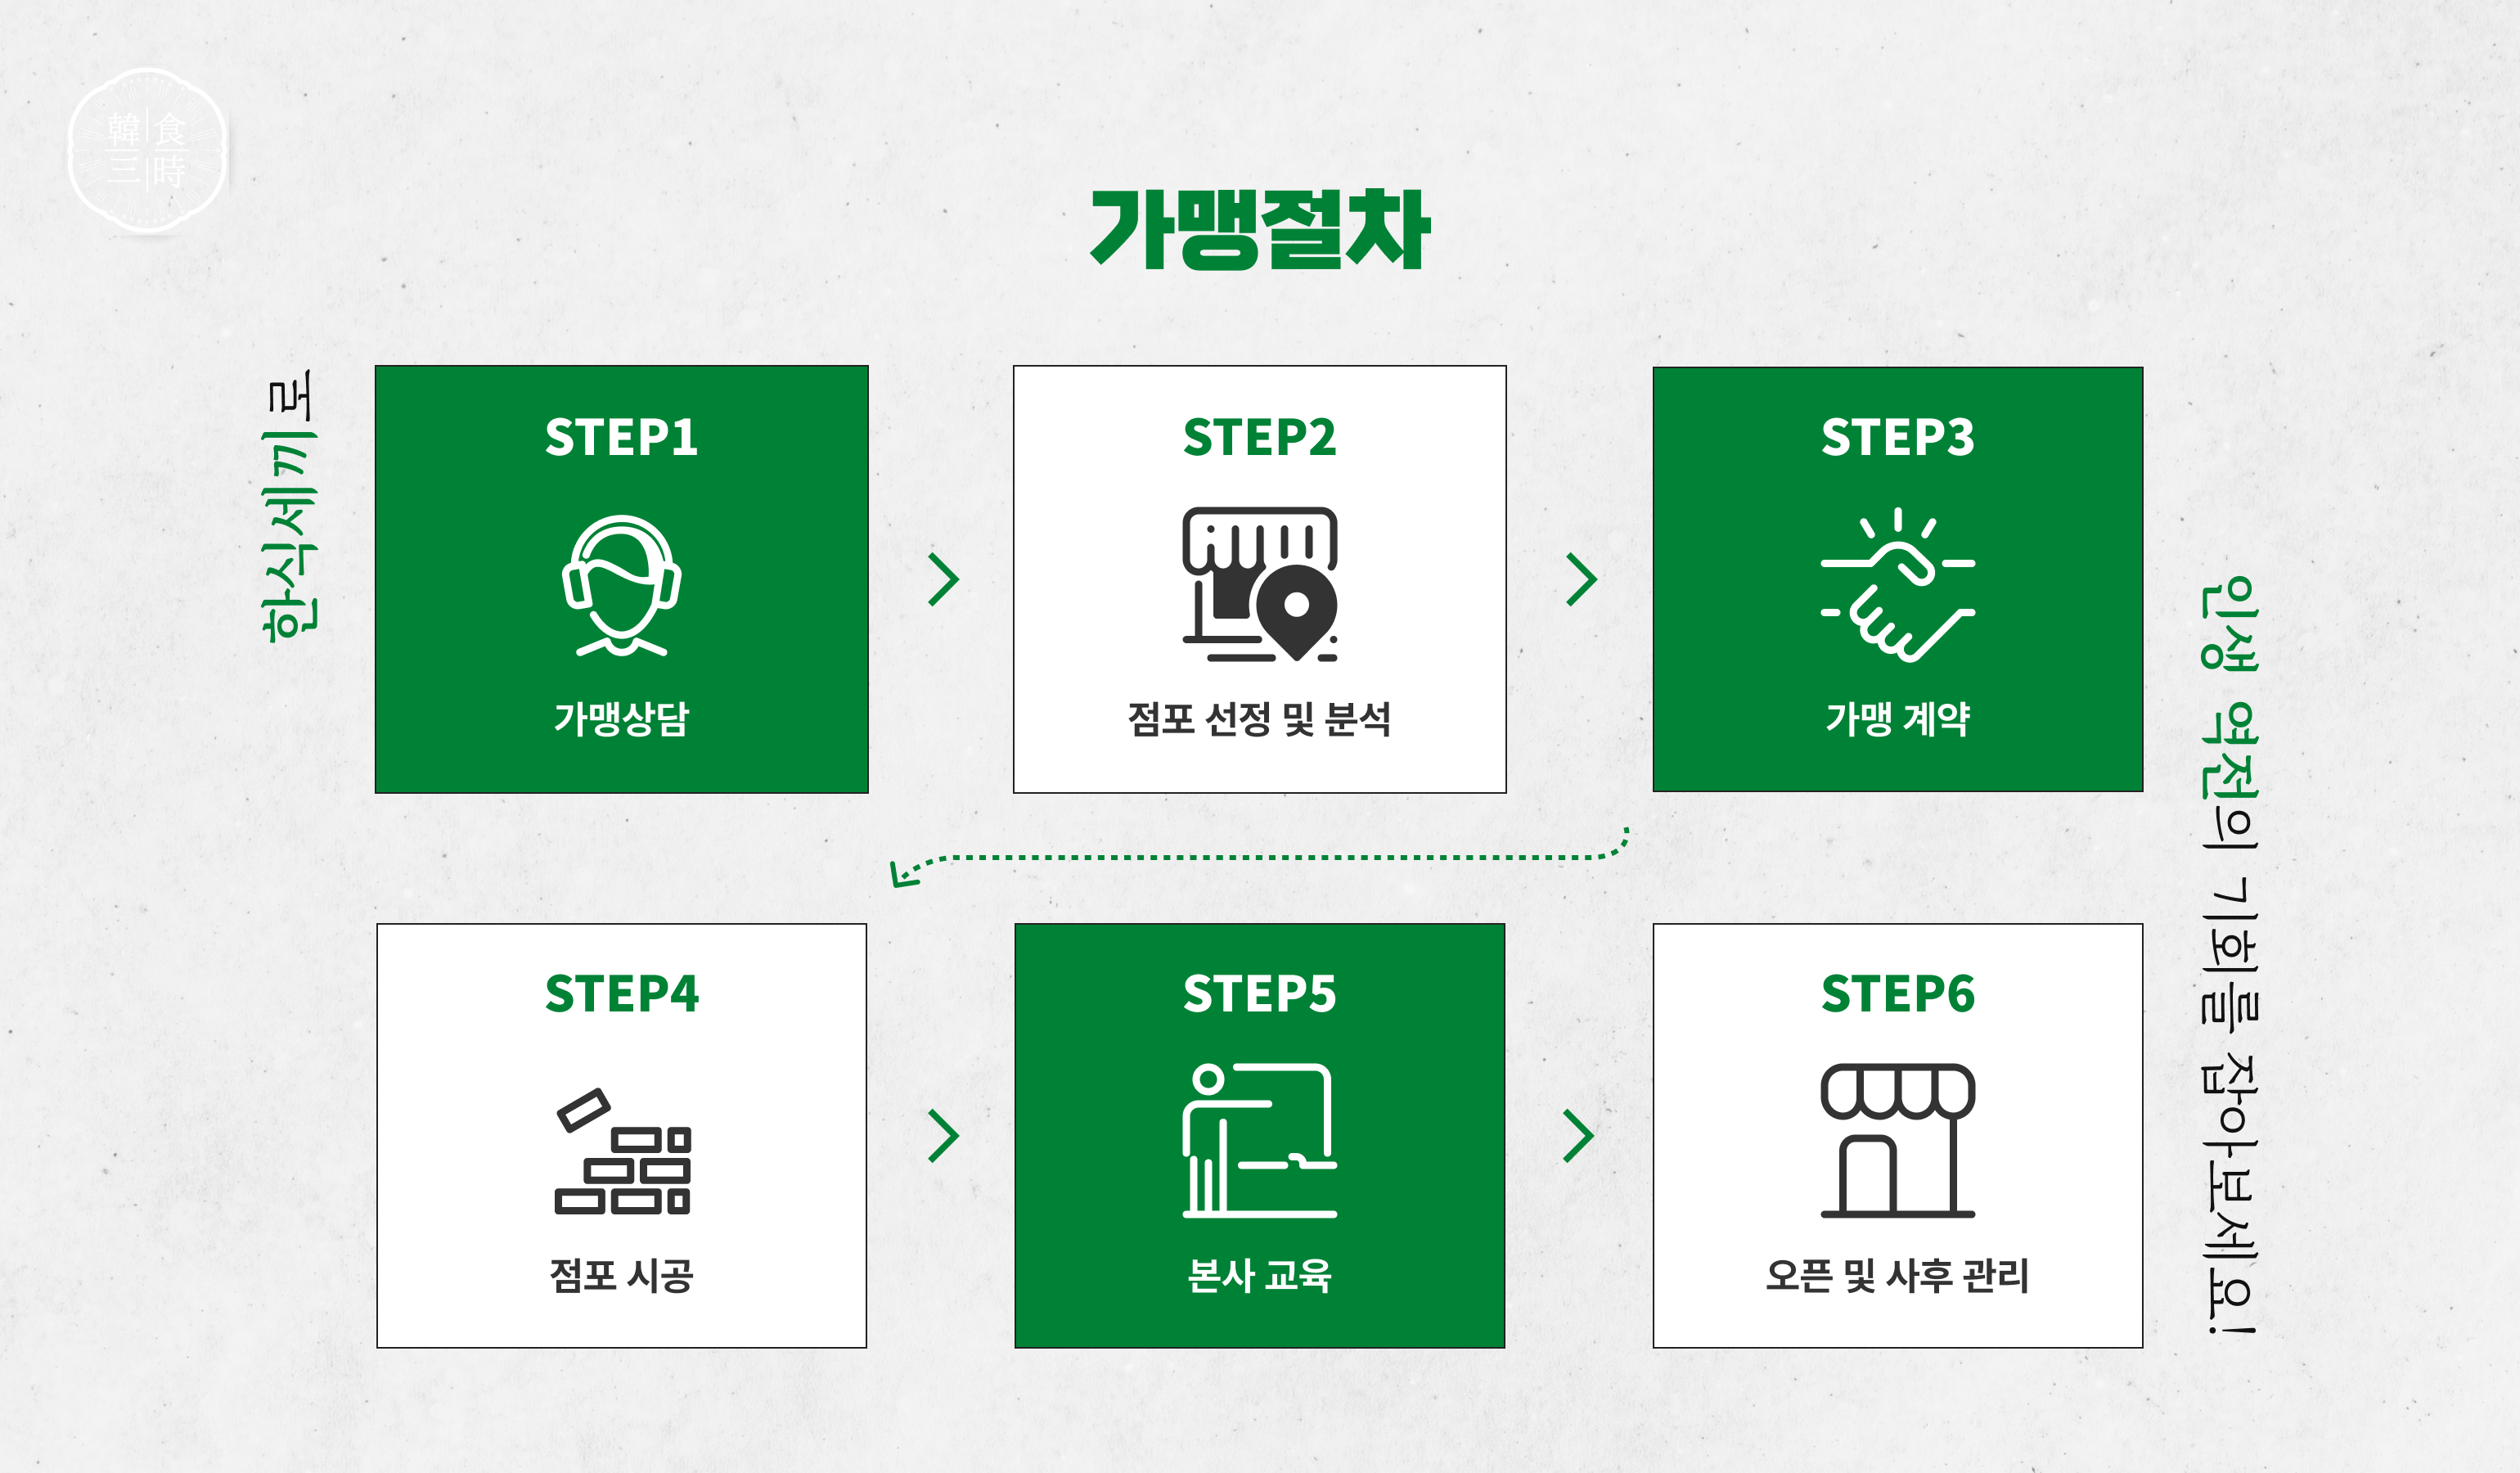 韓食
三時
가맹절차
한식세끼로
STEP1
가맹상담
STEP2
점포 선정 및 분석
STEP3
가맹 계약
STEP4
점포 시공
STEP5
본사 교육
STEP6
오픈 및 사후 관리
인생 역전의 기회를 잡아보세요!